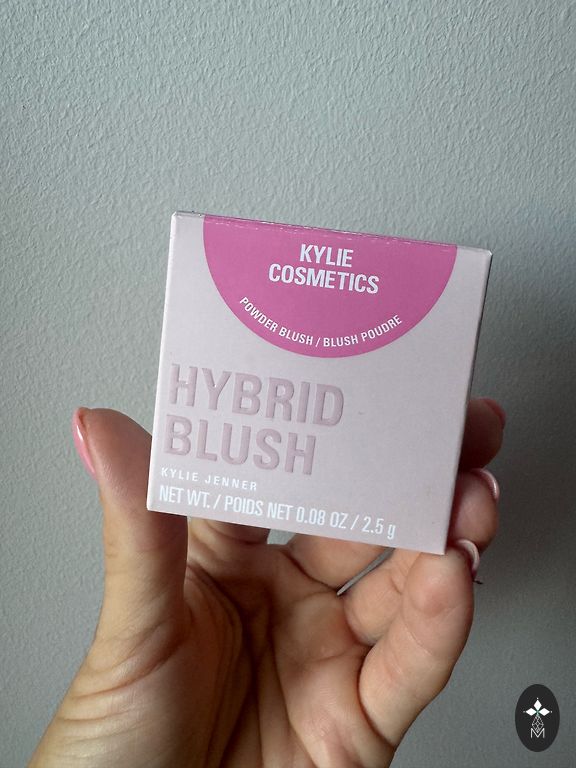 KYLIE
COSMETICS
POWDER BLUSH / BLUSH POUDRE
HYBRID
BLUSH
KYLIE JENNER
NET WT. / POIDS NET 0.08 OZ / 2.5 g
M